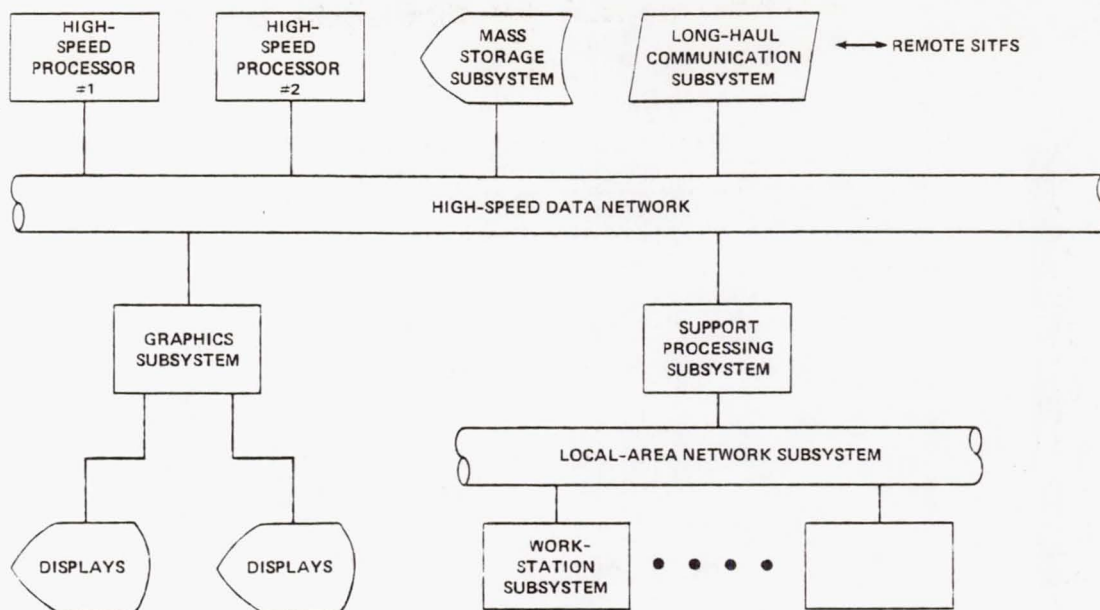 HIGH-
SPEED
PROCESSOR
#1
HIGH-
SPEED
PROCESSOR
#2
MASS
STORAGE
SUBSYSTEM
LONG-HAUL
COMMUNICATION
SUBSYSTEM
REMOTE SITFS
HIGH-SPEED DATA NETWORK
GRAPHICS
SUBSYSTEM
SUPPORT
PROCESSING
SUBSYSTEM
LOCAL-AREA NETWORK SUBSYSTEM
DISPLAYS
DISPLAYS
WORK-
STATION
SUBSYSTEM